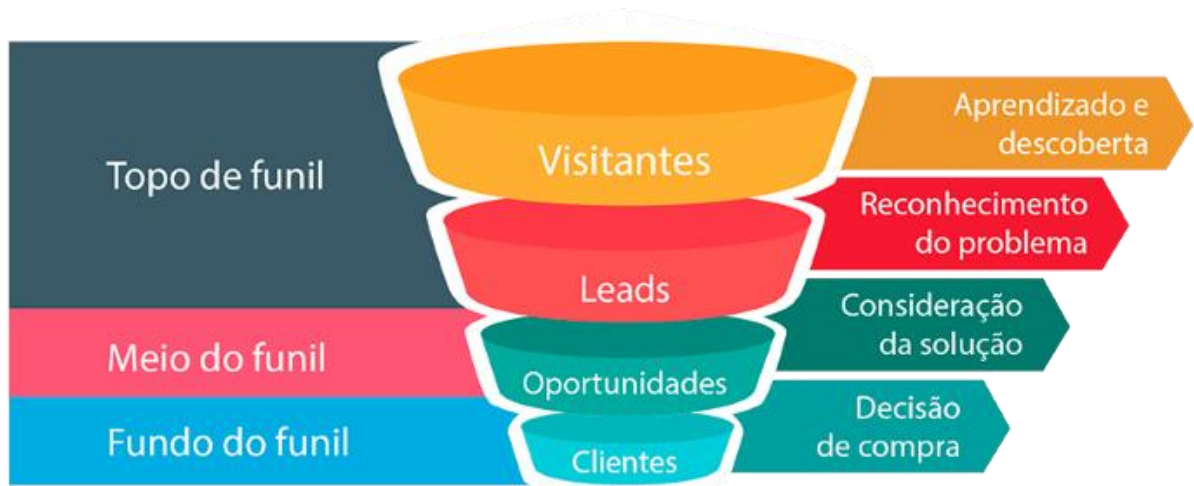 Topo de funil
Meio do funil
Fundo do funil
Visitantes
Leads
Oportunidades
Clientes
Aprendizado e
descoberta
Reconhecimento
do problema
Consideração
da solução
Decisão
de compra